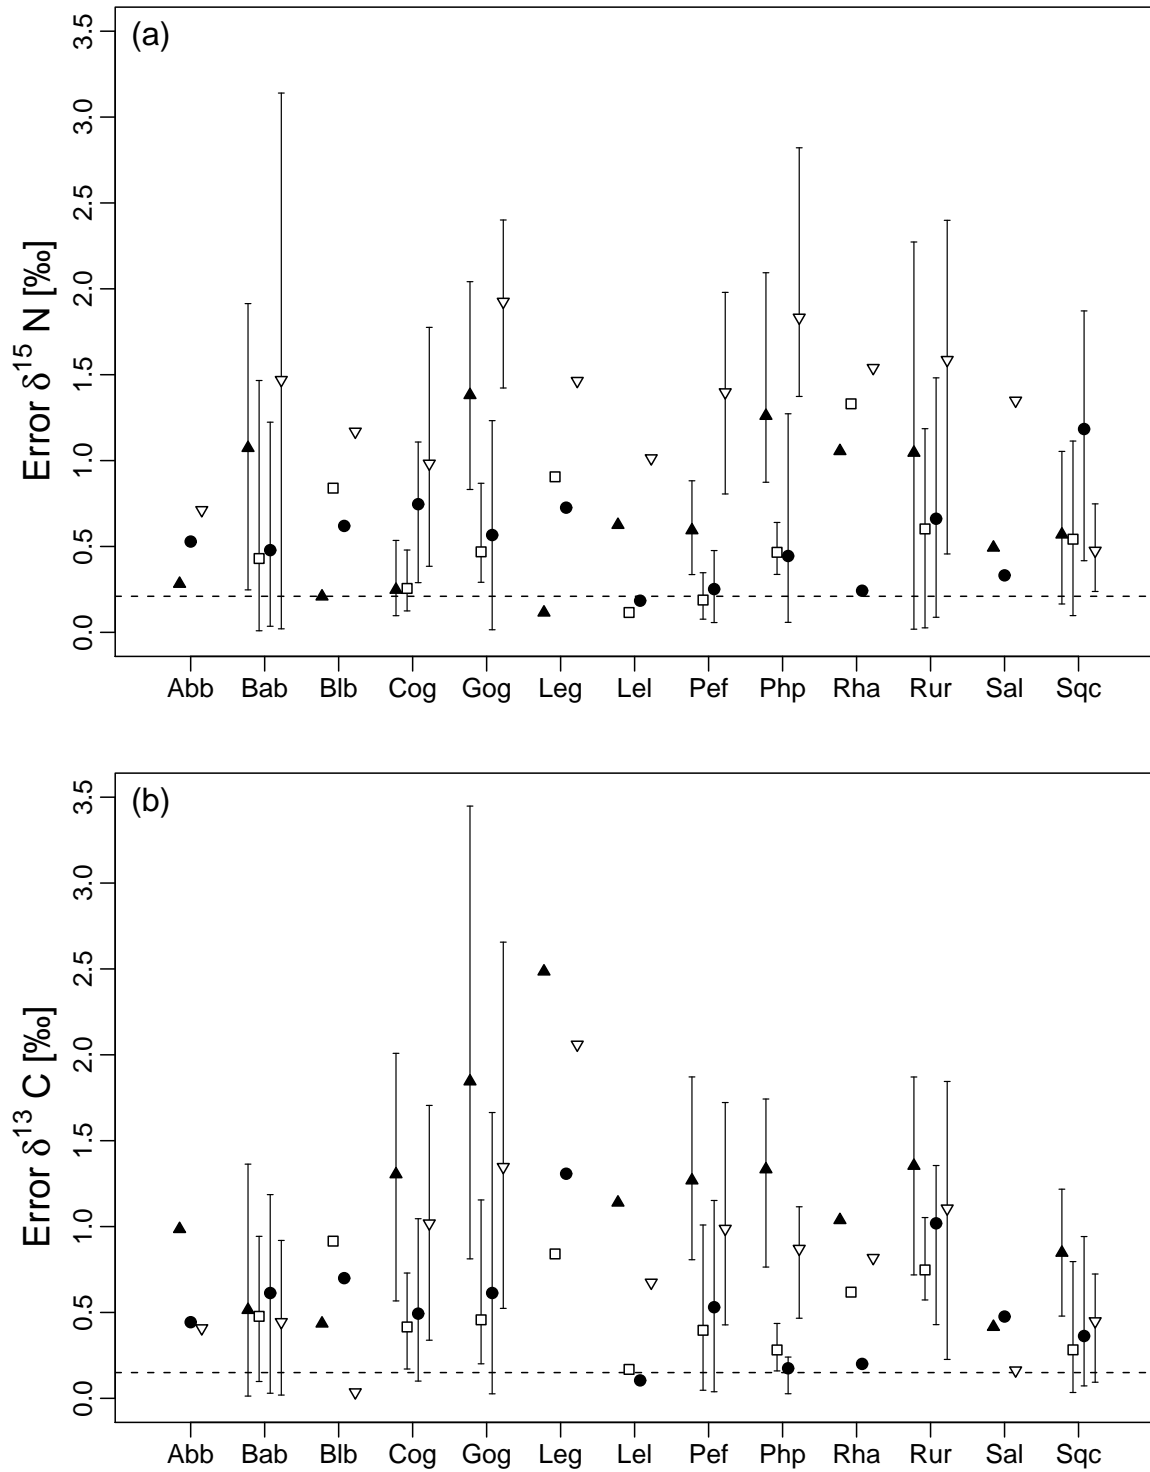 (a)
Error δ15 N [‰]
3.5
3.0
2.5
2.0
1.5
1.0
0.5
0.0
Abb Bab Blb Cog Gog Leg Lel Pef Php Rha Rur Sal Sqc
(b)
Error δ13 C [‰]
3.5
3.0
2.5
2.0
1.5
1.0
0.5
0.0
Abb Bab Blb Cog Gog Leg Lel Pef Php Rha Rur Sal Sqc